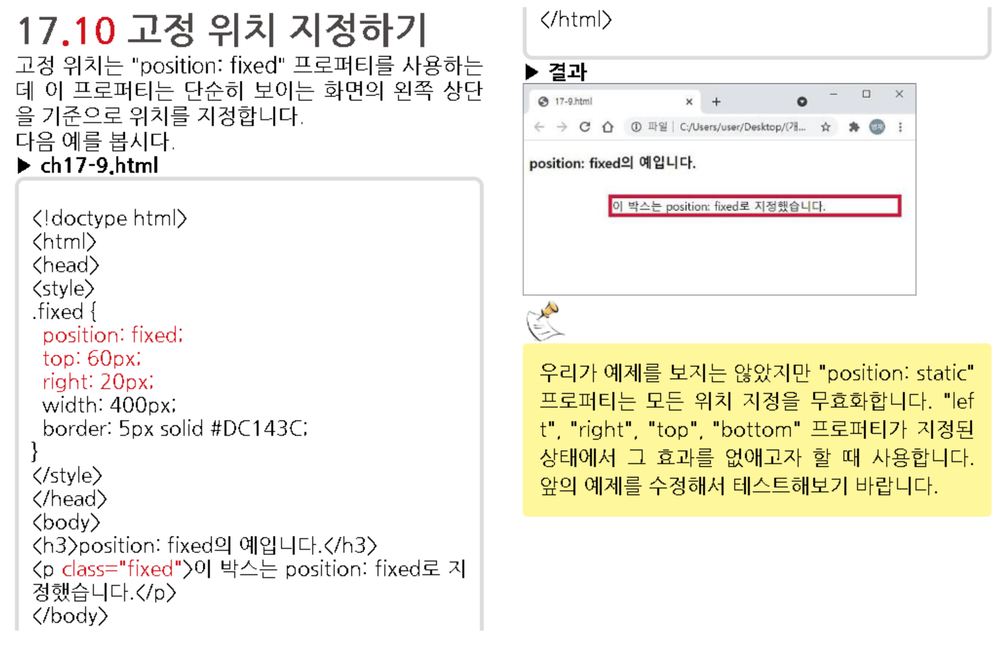 17.10 고정 위치 지정하기
고정 위치는 "position: fixed" 프로퍼티를 사용하는
데 이 프로퍼티는 단순히 보이는 화면의 왼쪽 상단
을 기준으로 위치를 지정합니다.
다음 예를 봅시다.
▶ ch17-9.html
<!doctype html>
<html>
<head>
<style>
.fixed {
position: fixed;
top: 60px;
right: 20px;
width: 400px;
border: 5px solid #DC143C;
}
</style>
</head>
<body>
<h3>position: fixed의 예입니다.</h3>
<p class="fixed">이 박스는 position: fixed로 지
정했습니다.</p>
</body>
</html>
▶ 결과
17-9.html
파일 | C:/Users/user/Desktop/(개...
position: fixed의 예입니다.
이 박스는 position: fixed로 지정했습니다.
우리가 예제를 보지는 않았지만 "position: static"
프로퍼티는 모든 위치 지정을 무효화합니다. "lef
t", "right", "top", "bottom" 프로퍼티가 지정된
상태에서 그 효과를 없애고자 할 때 사용합니다.
앞의 예제를 수정해서 테스트해보기 바랍니다.